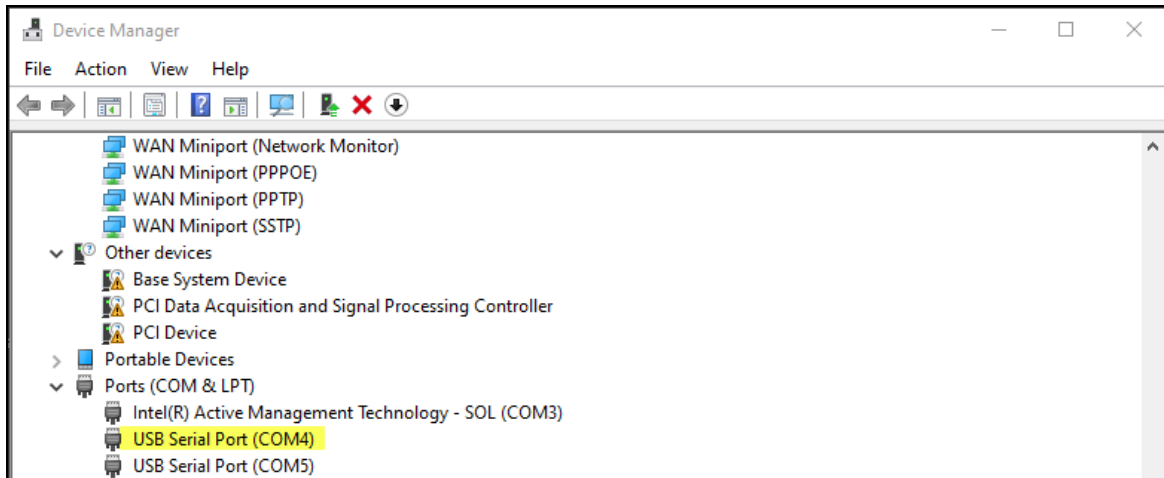 Device Manager
File Action View Help
WAN Miniport (Network Monitor)
WAN Miniport (PPPOE)
WAN Miniport (PPTP)
WAN Miniport (SSTP)
Other devices
Base System Device
PCI Data Acquisition and Signal Processing Controller
PCI Device
Portable Devices
Ports (COM & LPT)
Intel(R) Active Management Technology - SOL (COM3)
USB Serial Port (COM4)
USB Serial Port (COM5)